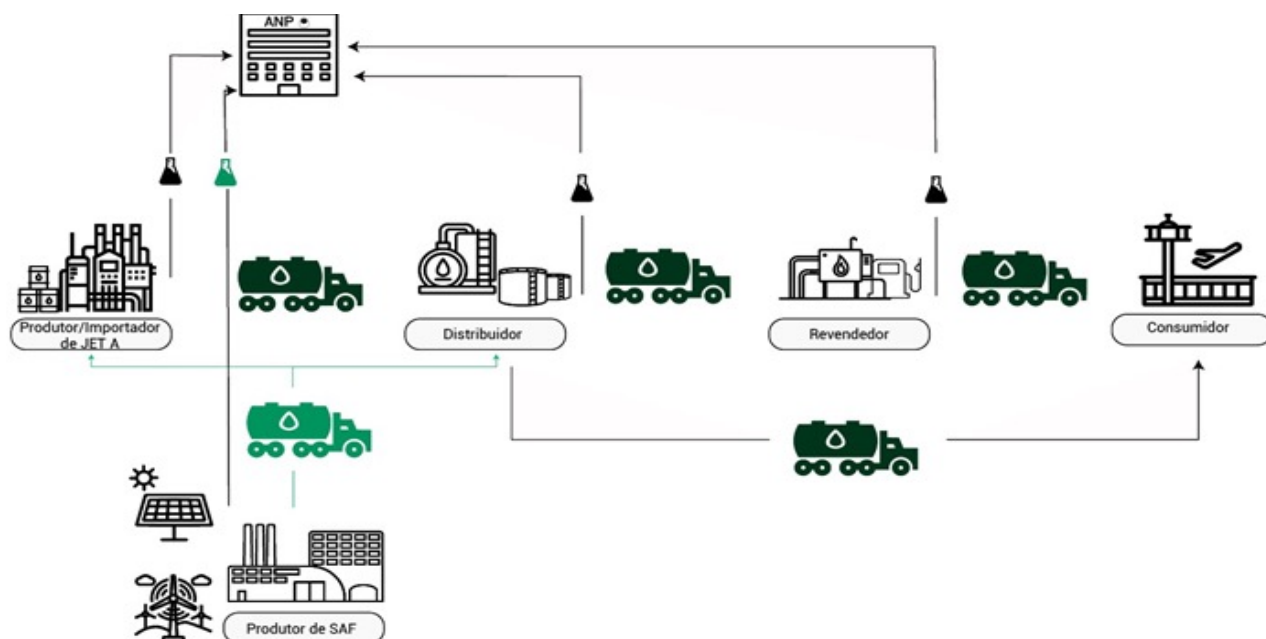 ANP
Produtor/Importador
de JET A
Distribuidor
Revendedor
Consumidor
Produtor de SAF